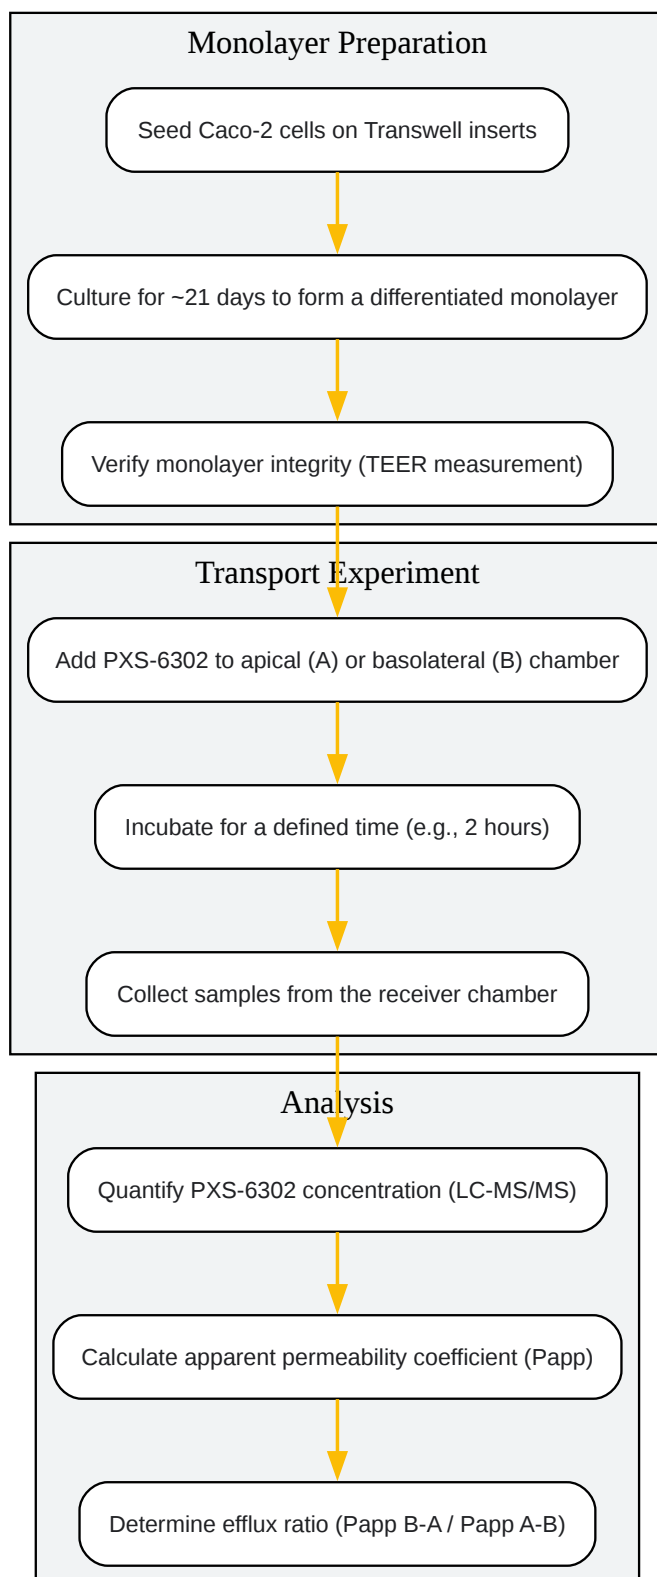 Monolayer Preparation
Seed Caco-2 cells on Transwell inserts
Culture for ~21 days to form a differentiated monolayer
Verify monolayer integrity (TEER measurement)
Transport Experiment
Add PXS-6302 to apical (A) or basolateral (B) chamber
Incubate for a defined time (e.g., 2 hours)
Collect samples from the receiver chamber
Analysis
Quantify PXS-6302 concentration (LC-MS/MS)
Calculate apparent permeability coefficient (Papp)
Determine efflux ratio (Papp B-A / Papp A-B)